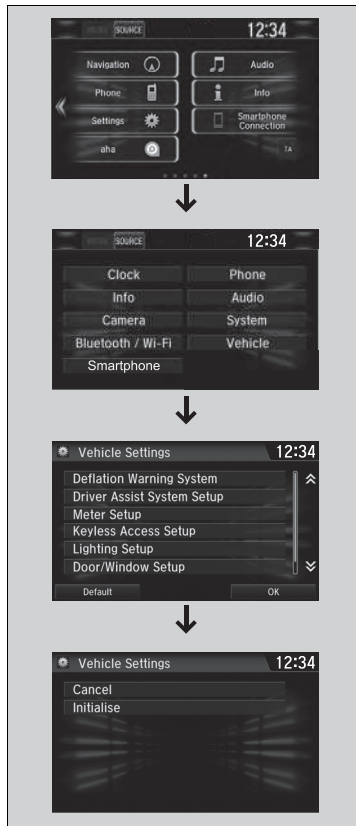 MENU SOURCE 12:34
Navigation Audio
Phone Info
Settings Smartphone
Connection
aha TA
SOURCE 12:34
Clock Phone
Info Audio
Camera System
Bluetooth / Wi-Fi Vehicle
Smartphone
Vehicle Settings 12:34
Deflation Warning System
Driver Assist System Setup
Meter Setup
Keyless Access Setup
Lighting Setup
Door/Window Setup
Default OK
Vehicle Settings 12:34
Cancel
Initialise